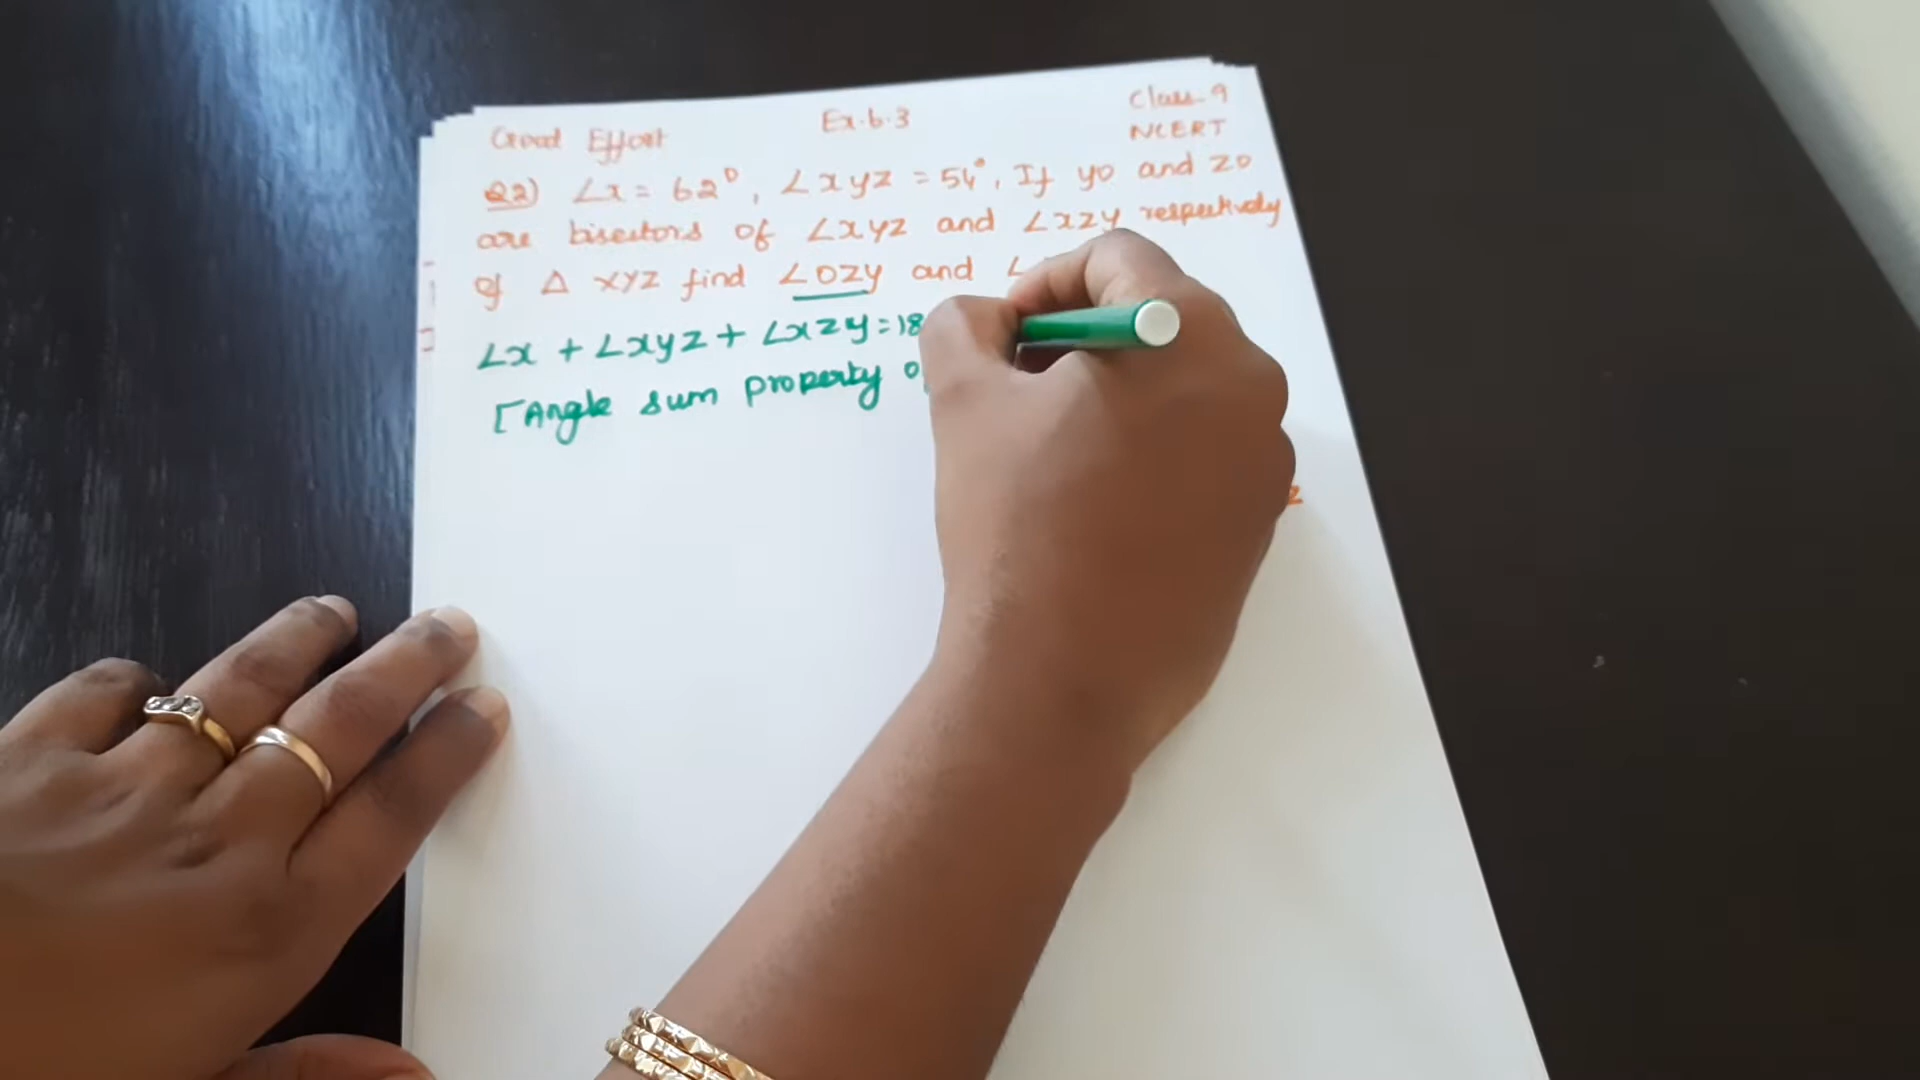 Good Effort
Ex.6.3
Class-9
NCERT
Q2) ∠x = 62°, ∠xyz = 54°, If yo and zo
are bisectors of ∠xyz and ∠xzy respectively
of Δ XYZ find ∠OZY and ∠
∠x + ∠xyz + ∠xzy = 18
[Angle sum property o
z